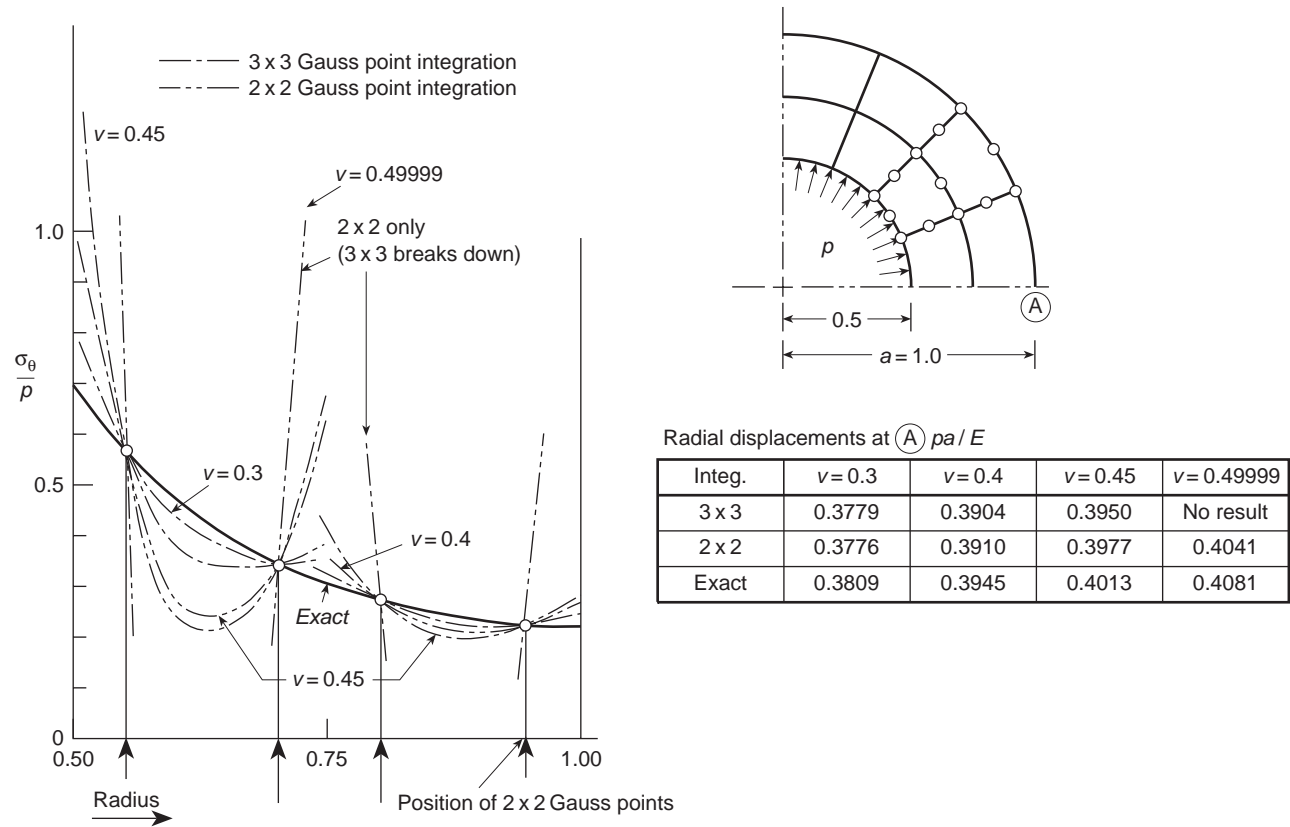 3 x 3 Gauss point integration
2 x 2 Gauss point integration
ν = 0.45
ν = 0.49999
2 x 2 only
(3 x 3 breaks down)
1.0
σθ
p
0.5
ν = 0.3
ν = 0.4
Exact
ν = 0.45
0
0.50
0.75
1.00
Radius
Position of 2 x 2 Gauss points
p
A
0.5
a = 1.0
Radial displacements at A pa / E
Integ. ν = 0.3 ν = 0.4 ν = 0.45 ν = 0.49999
3 x 3 0.3779 0.3904 0.3950 No result
2 x 2 0.3776 0.3910 0.3977 0.4041
Exact 0.3809 0.3945 0.4013 0.4081